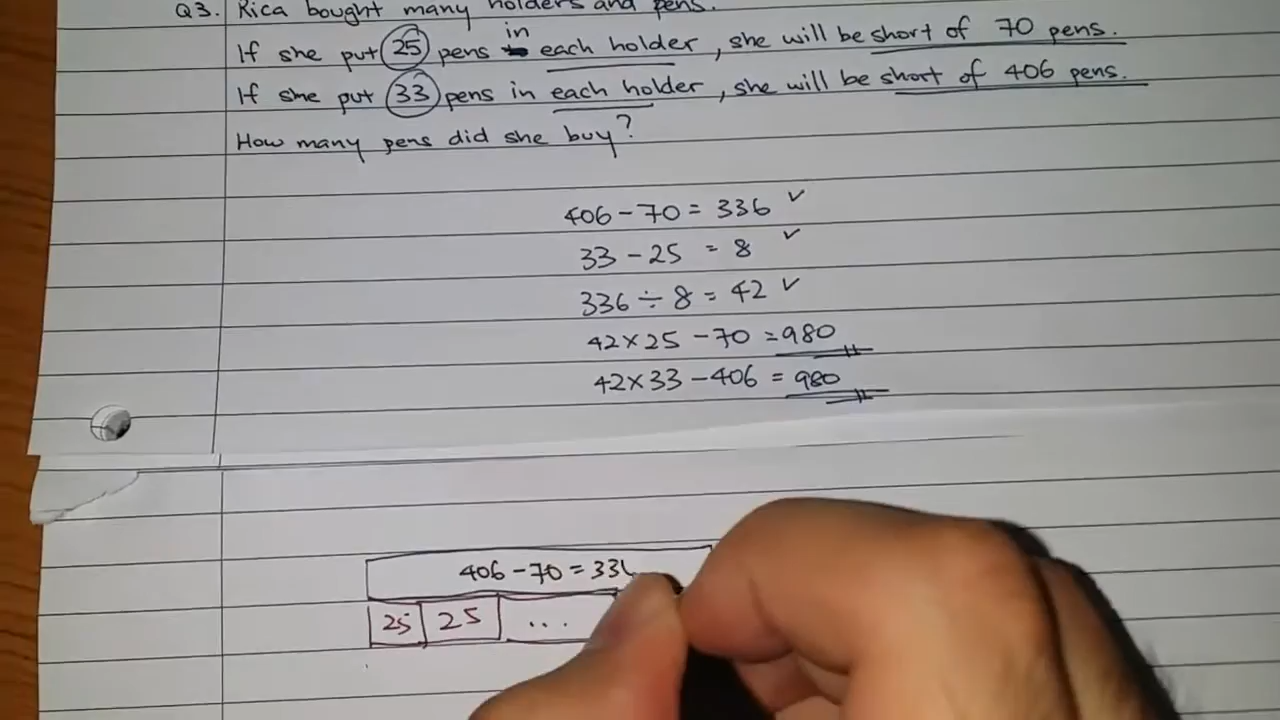 Q3. Rica bought many holders and pens.
in
If she put 25 pens each holder, she will be short of 70 pens.
If she put 33 pens in each holder, she will be short of 406 pens.
How many pens did she buy?
406 - 70 = 336 ✓
33 - 25 = 8 ✓
336 ÷ 8 = 42 ✓
42 × 25 - 70 = 980
42 × 33 - 406 = 980
406 - 70 = 33
25 25 ...